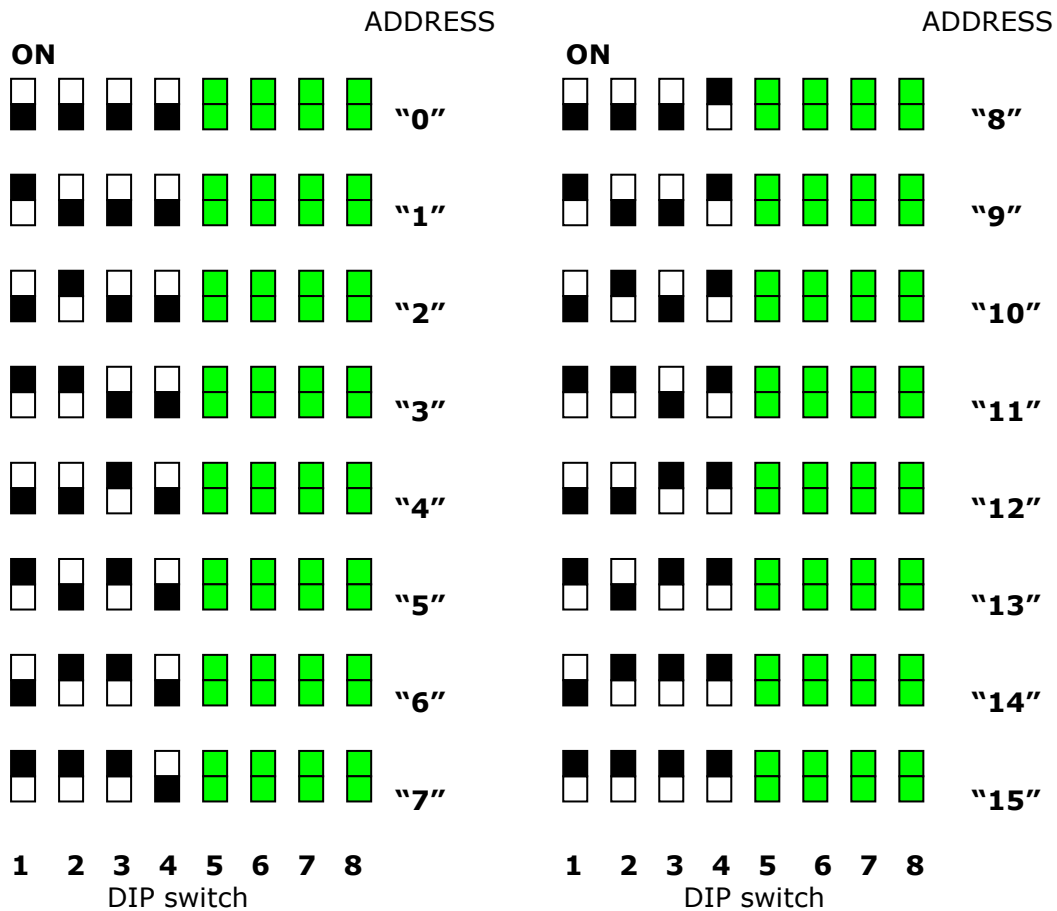 ADDRESS
ON
“0”
“1”
“2”
“3”
“4”
“5”
“6”
“7”
1 2 3 4 5 6 7 8
DIP switch
ADDRESS
ON
“8”
“9”
“10”
“11”
“12”
“13”
“14”
“15”
1 2 3 4 5 6 7 8
DIP switch